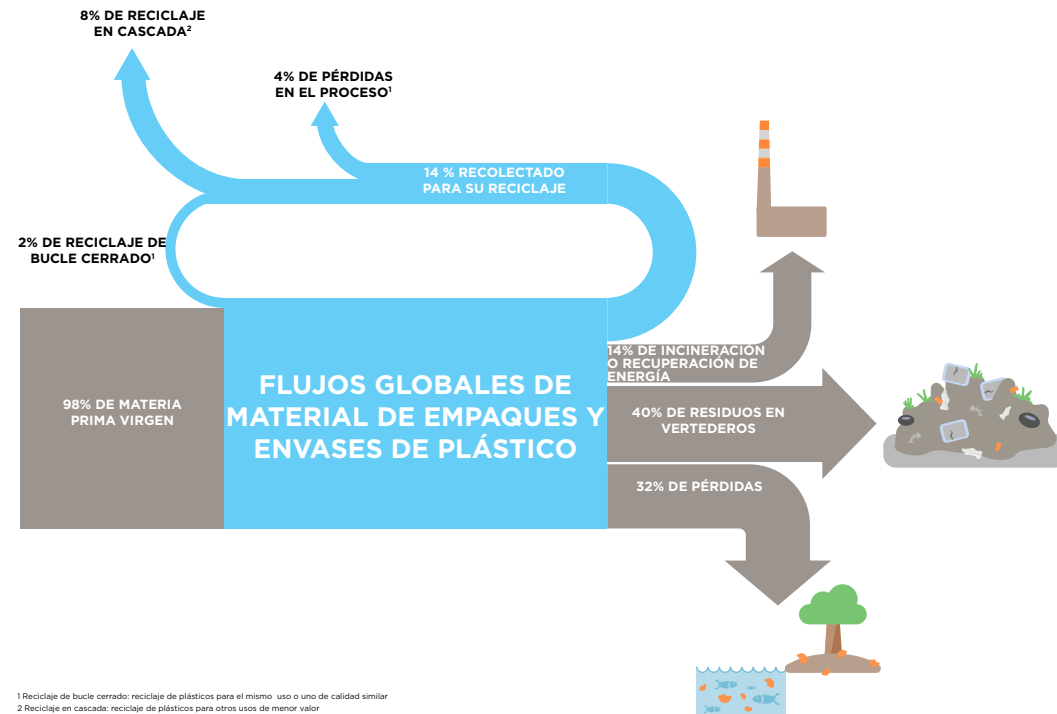 8% DE RECICLAJE
EN CASCADA²
4% DE PÉRDIDAS
EN EL PROCESO¹
14 % RECOLECTADO
PARA SU RECICLAJE
2% DE RECICLAJE DE
BUCLE CERRADO¹
14% DE INCINERACIÓN
O RECUPERACIÓN DE
ENERGÍA
98% DE MATERIA
PRIMA VIRGEN
FLUJOS GLOBALES DE
MATERIAL DE EMPAQUES Y
ENVASES DE PLÁSTICO
40% DE RESIDUOS EN
VERTEDEROS
32% DE PÉRDIDAS
1 Reciclaje de bucle cerrado: reciclaje de plásticos para el mismo uso o uno de calidad similar
2 Reciclaje en cascada: reciclaje de plásticos para otros usos de menor valor